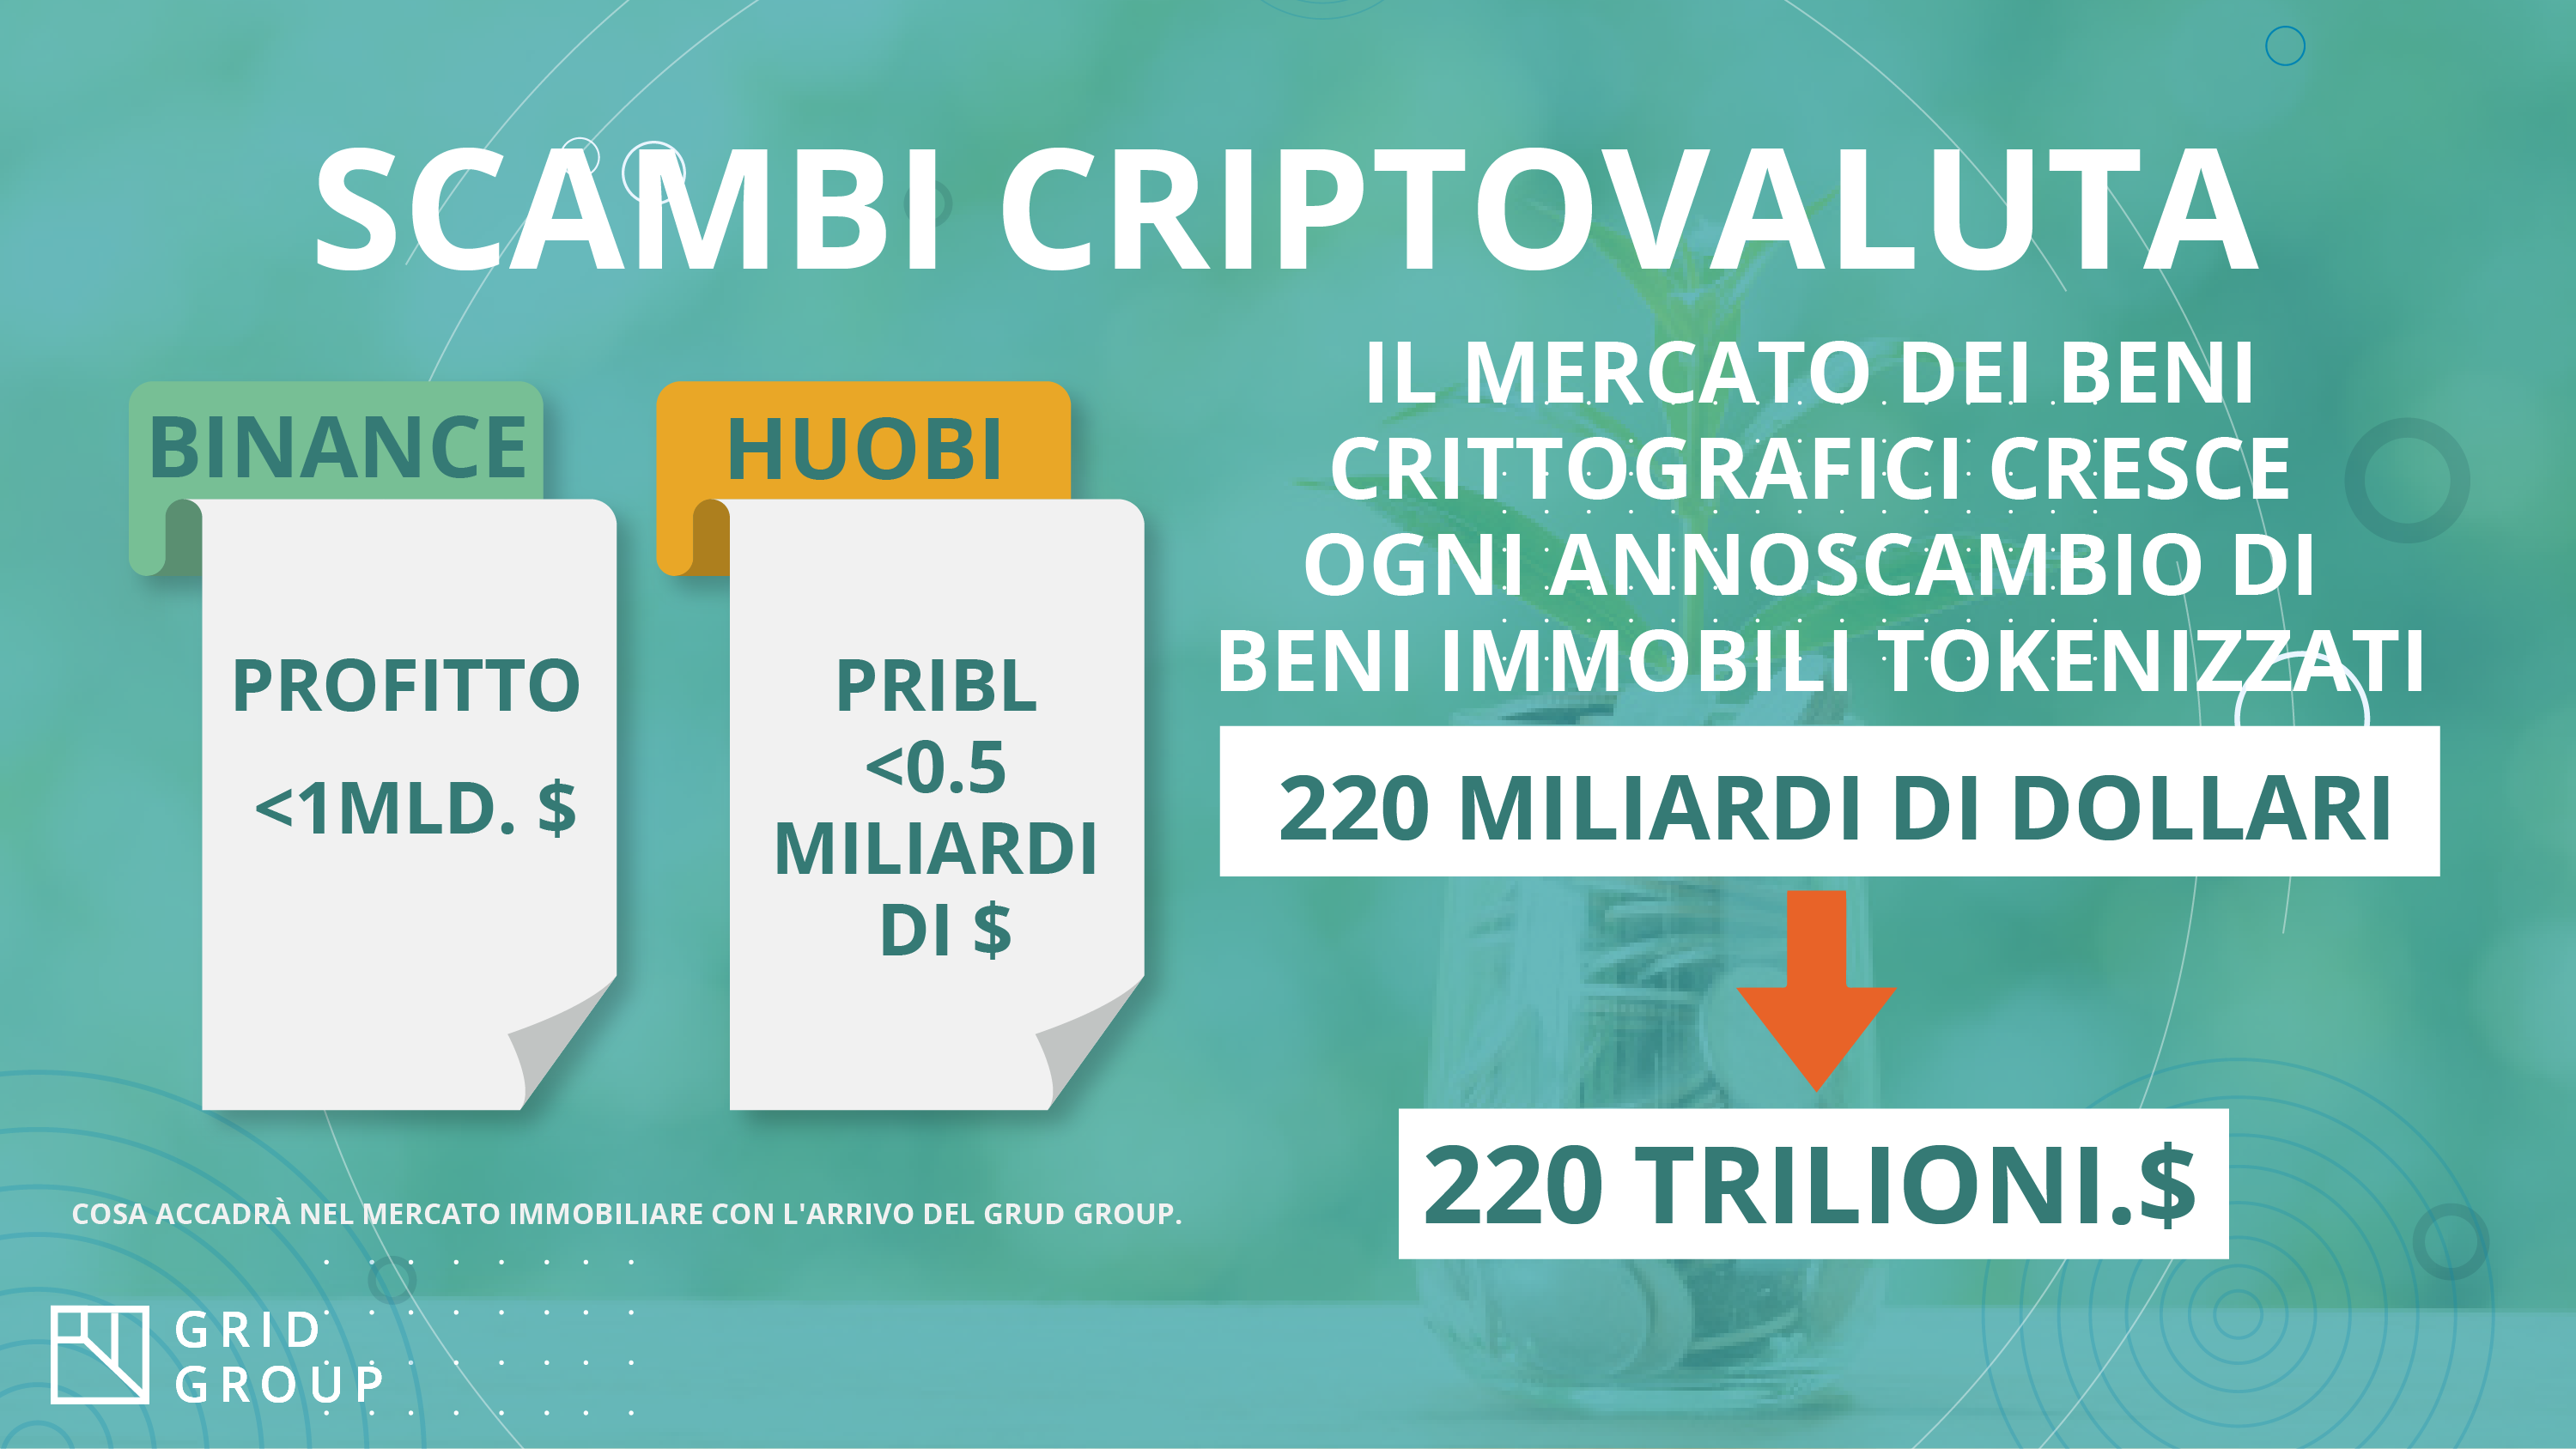 SCAMBI CRIPTOVALUTA
BINANCE
PROFITTO
<1MLD. $
HUOBI
PRIBL
<0.5
MILIARDI
DI $
IL MERCATO DEI BENI
CRITTOGRAFICI CRESCE
OGNI ANNOSCAMBIO DI
BENI IMMOBILI TOKENIZZATI
220 MILIARDI DI DOLLARI
220 TRILIONI.$
COSA ACCADRÀ NEL MERCATO IMMOBILIARE CON L'ARRIVO DEL GRUD GROUP.
GRID
GROUP